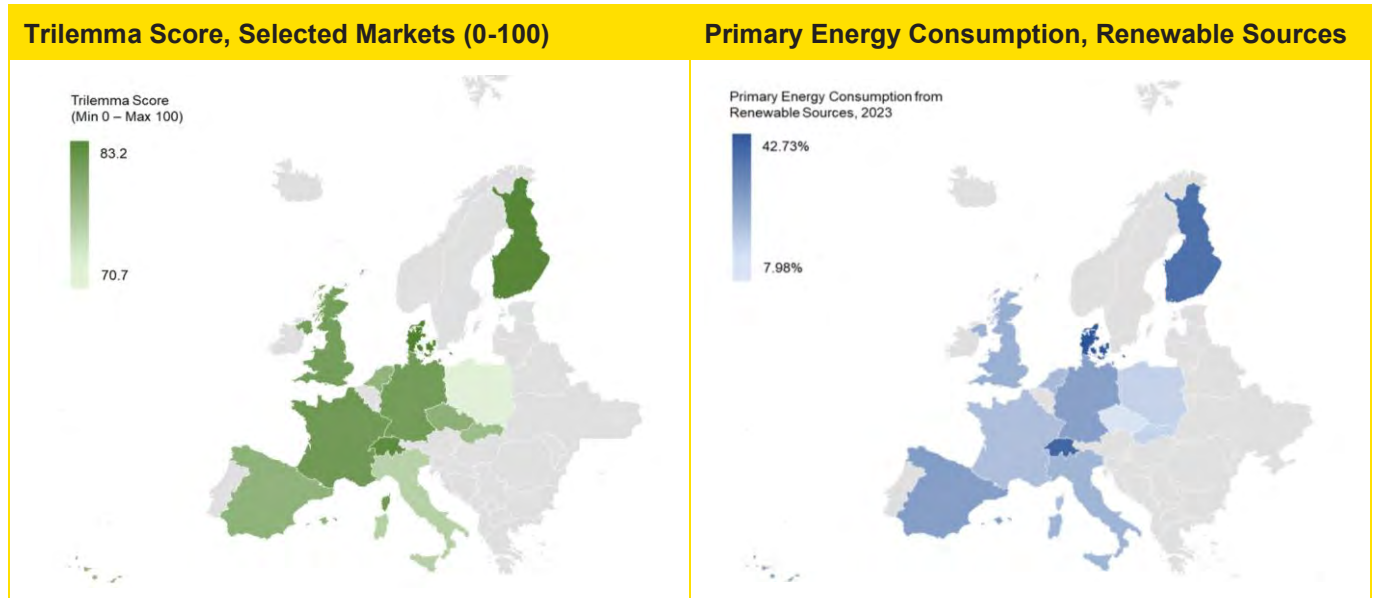 Trilemma Score, Selected Markets (0-100)
Primary Energy Consumption, Renewable Sources
Trilemma Score
(Min 0 – Max 100)
83.2
70.7
Primary Energy Consumption from
Renewable Sources, 2023
42.73%
7.98%